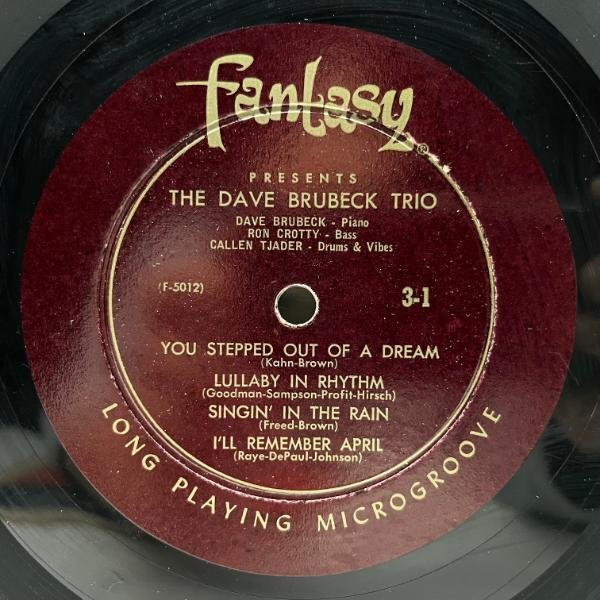 Fantasy®
PRESENTS
THE DAVE BRUBECK TRIO
DAVE BRUBECK - Piano
RON CROTTY - Bass
CALLEN TJADER - Drums & Vibes
(F-5012)
3-1
YOU STEPPED OUT OF A DREAM
(Kahn-Brown)
LULLABY IN RHYTHM
(Goodman-Sampson-Profit-Hirsch)
SINGIN' IN THE RAIN
(Freed-Brown)
I'LL REMEMBER APRIL
(Raye-DePaul-Johnson)
LONG PLAYING MICROGROOVE